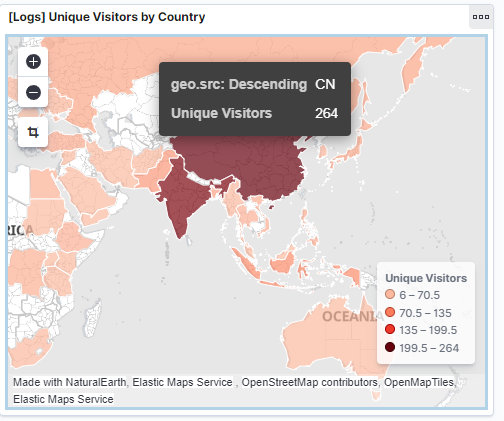 [Logs] Unique Visitors by Country
geo.src: Descending CN
Unique Visitors 264
RICA
OCEANIA
Unique Visitors
6 – 70.5
70.5 – 135
135 – 199.5
199.5 – 264
Made with NaturalEarth, Elastic Maps Service , OpenStreetMap contributors, OpenMapTiles,
Elastic Maps Service